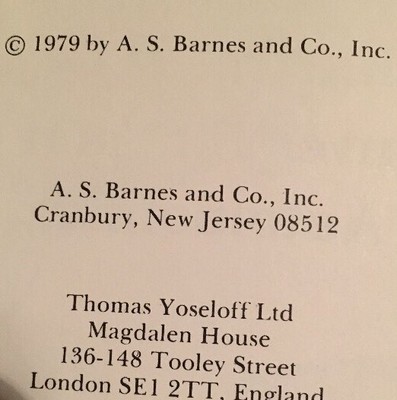 © 1979 by A. S. Barnes and Co., Inc.
A. S. Barnes and Co., Inc.
Cranbury, New Jersey 08512
Thomas Yoseloff Ltd
Magdalen House
136-148 Tooley Street
London SE1 2TT, England